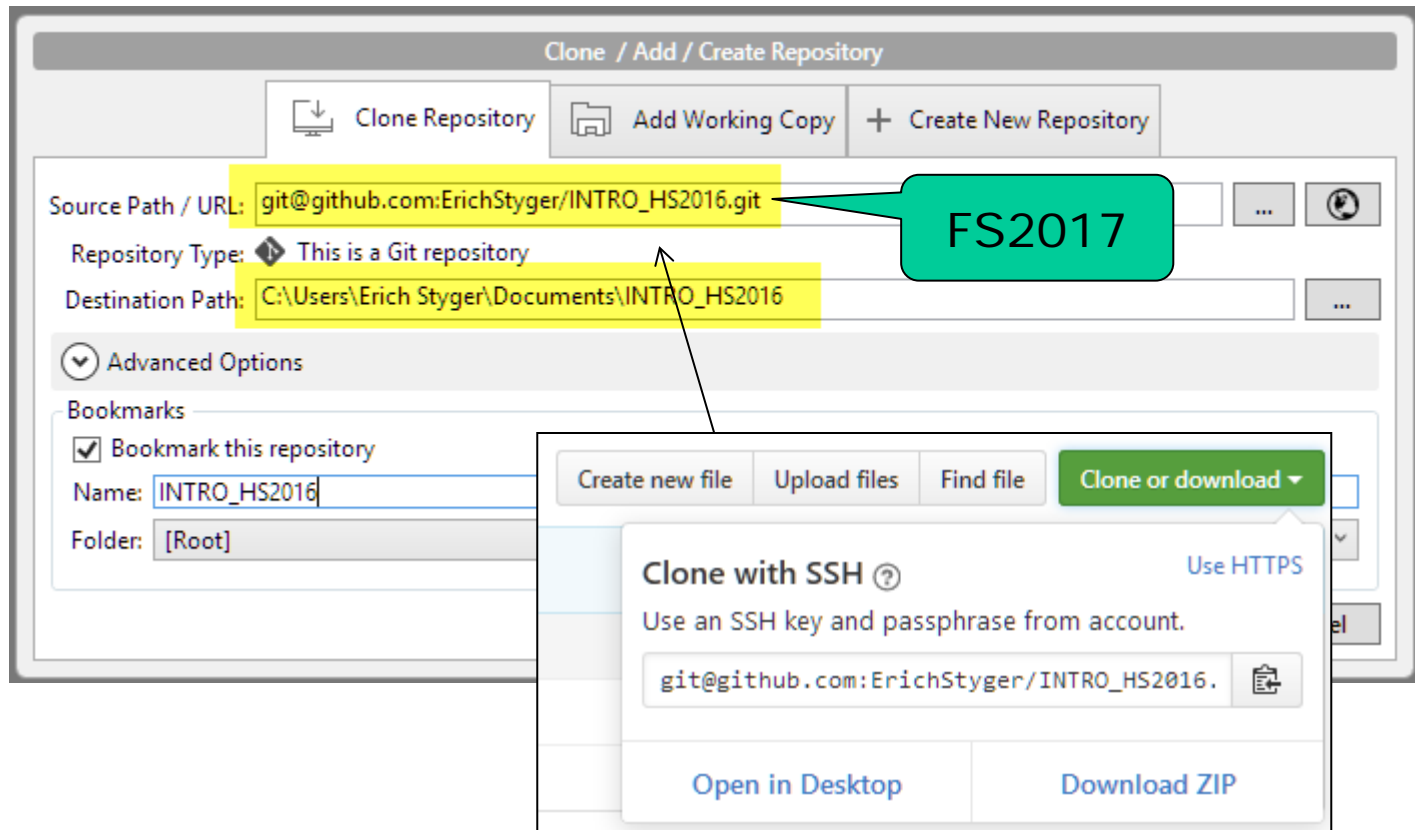 Clone / Add / Create Repository
Clone Repository
Add Working Copy
+ Create New Repository
Source Path / URL: git@github.com:ErichStyger/INTRO_HS2016.git
...
FS2017
Repository Type: This is a Git repository
Destination Path: C:\Users\Erich Styger\Documents\INTRO_HS2016
...
Advanced Options
Bookmarks
Bookmark this repository
Name: INTRO_HS2016
Folder: [Root]
el
Create new file
Upload files
Find file
Clone or download
Clone with SSH ?
Use HTTPS
Use an SSH key and passphrase from account.
git@github.com:ErichStyger/INTRO_HS2016.
Open in Desktop
Download ZIP